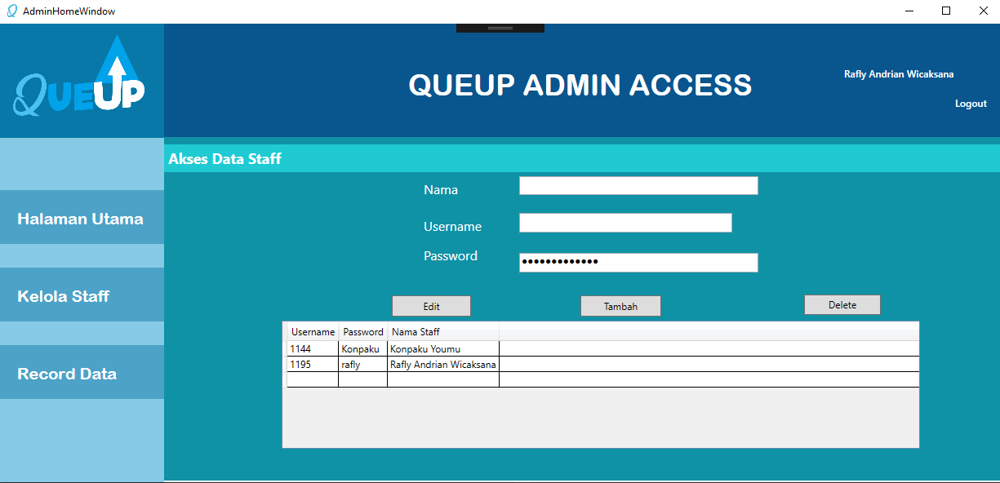 AdminHomeWindow
QUEUP
QUEUP ADMIN ACCESS
Rafly Andrian Wicaksana
Logout
Akses Data Staff
Halaman Utama
Kelola Staff
Record Data
Nama
Username
Password
●●●●●●●●●●●●●
Edit Tambah Delete
Username Password Nama Staff
1144 Konpaku Konpaku Youmu
1195 rafly Rafly Andrian Wicaksana